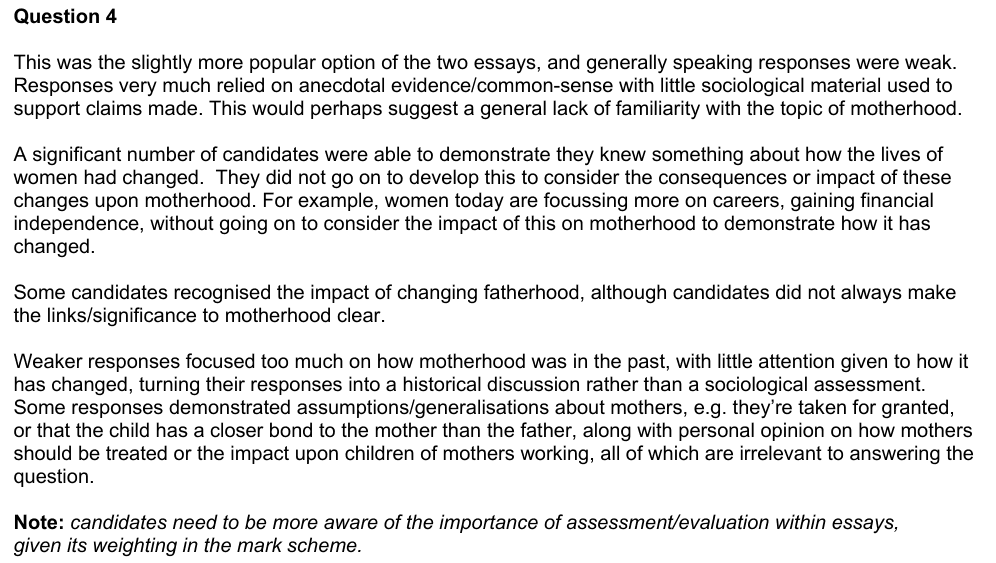 Question 4
This was the slightly more popular option of the two essays, and generally speaking responses were weak.
Responses very much relied on anecdotal evidence/common-sense with little sociological material used to
support claims made. This would perhaps suggest a general lack of familiarity with the topic of motherhood.
A significant number of candidates were able to demonstrate they knew something about how the lives of
women had changed.  They did not go on to develop this to consider the consequences or impact of these
changes upon motherhood. For example, women today are focussing more on careers, gaining financial
independence, without going on to consider the impact of this on motherhood to demonstrate how it has
changed.
Some candidates recognised the impact of changing fatherhood, although candidates did not always make
the links/significance to motherhood clear.
Weaker responses focused too much on how motherhood was in the past, with little attention given to how it
has changed, turning their responses into a historical discussion rather than a sociological assessment.
Some responses demonstrated assumptions/generalisations about mothers, e.g. they're taken for granted,
or that the child has a closer bond to the mother than the father, along with personal opinion on how mothers
should be treated or the impact upon children of mothers working, all of which are irrelevant to answering the
question.
Note: candidates need to be more aware of the importance of assessment/evaluation within essays,
given its weighting in the mark scheme.